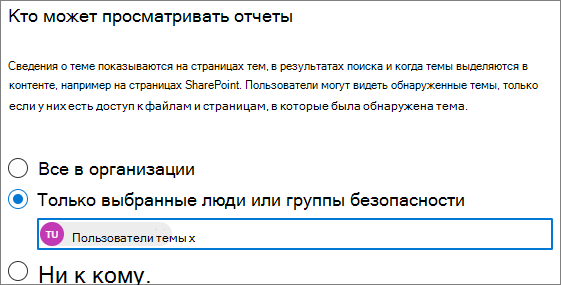 Кто может просматривать отчеты
Сведения о теме показываются на страницах тем, в результатах поиска и когда темы выделяются в
контенте, например на страницах SharePoint. Пользователи могут видеть обнаруженные темы, только
если у них есть доступ к файлам и страницам, в которые была обнаружена тема.
Все в организации
Только выбранные люди или группы безопасности
TU Пользователи темы x
Ни к кому.